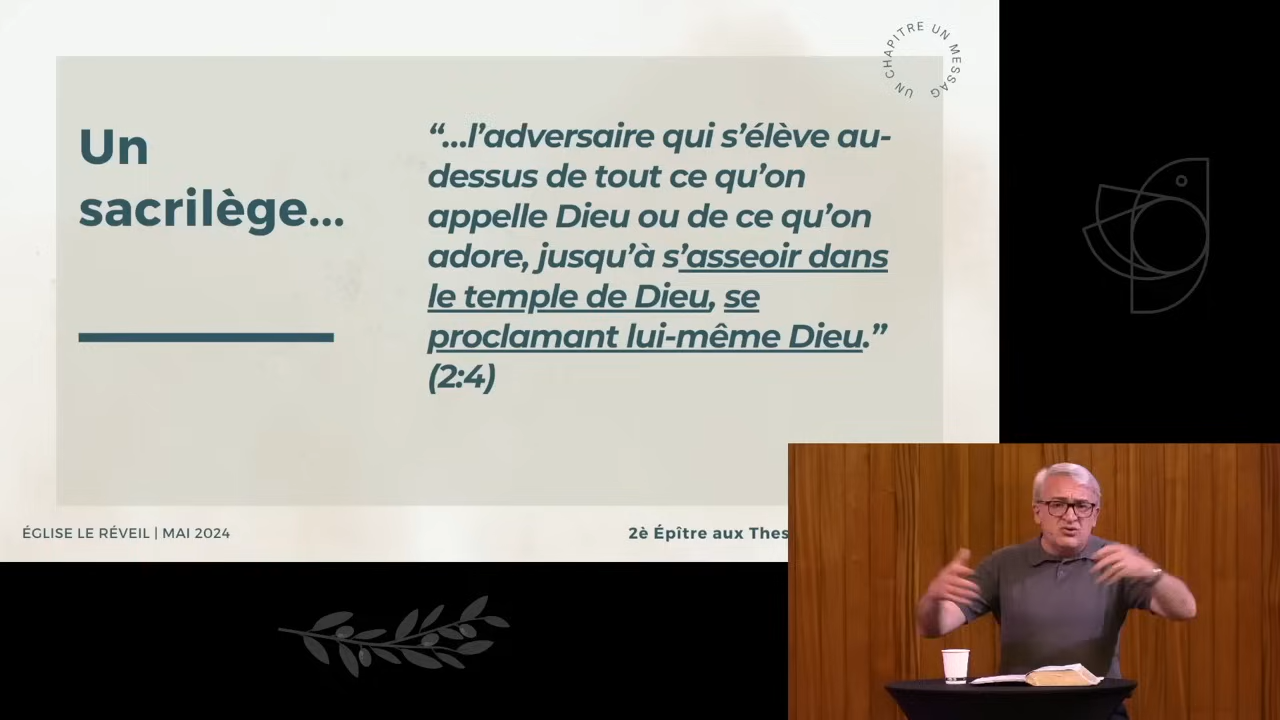 UN CHAPITRE UN MESSAG
Un
sacrilège...
“...l’adversaire qui s’élève au-
dessus de tout ce qu’on
appelle Dieu ou de ce qu’on
adore, jusqu’à s’asseoir dans
le temple de Dieu, se
proclamant lui-même Dieu.”
(2:4)
ÉGLISE LE RÉVEIL | MAI 2024
2è Épître aux Thes